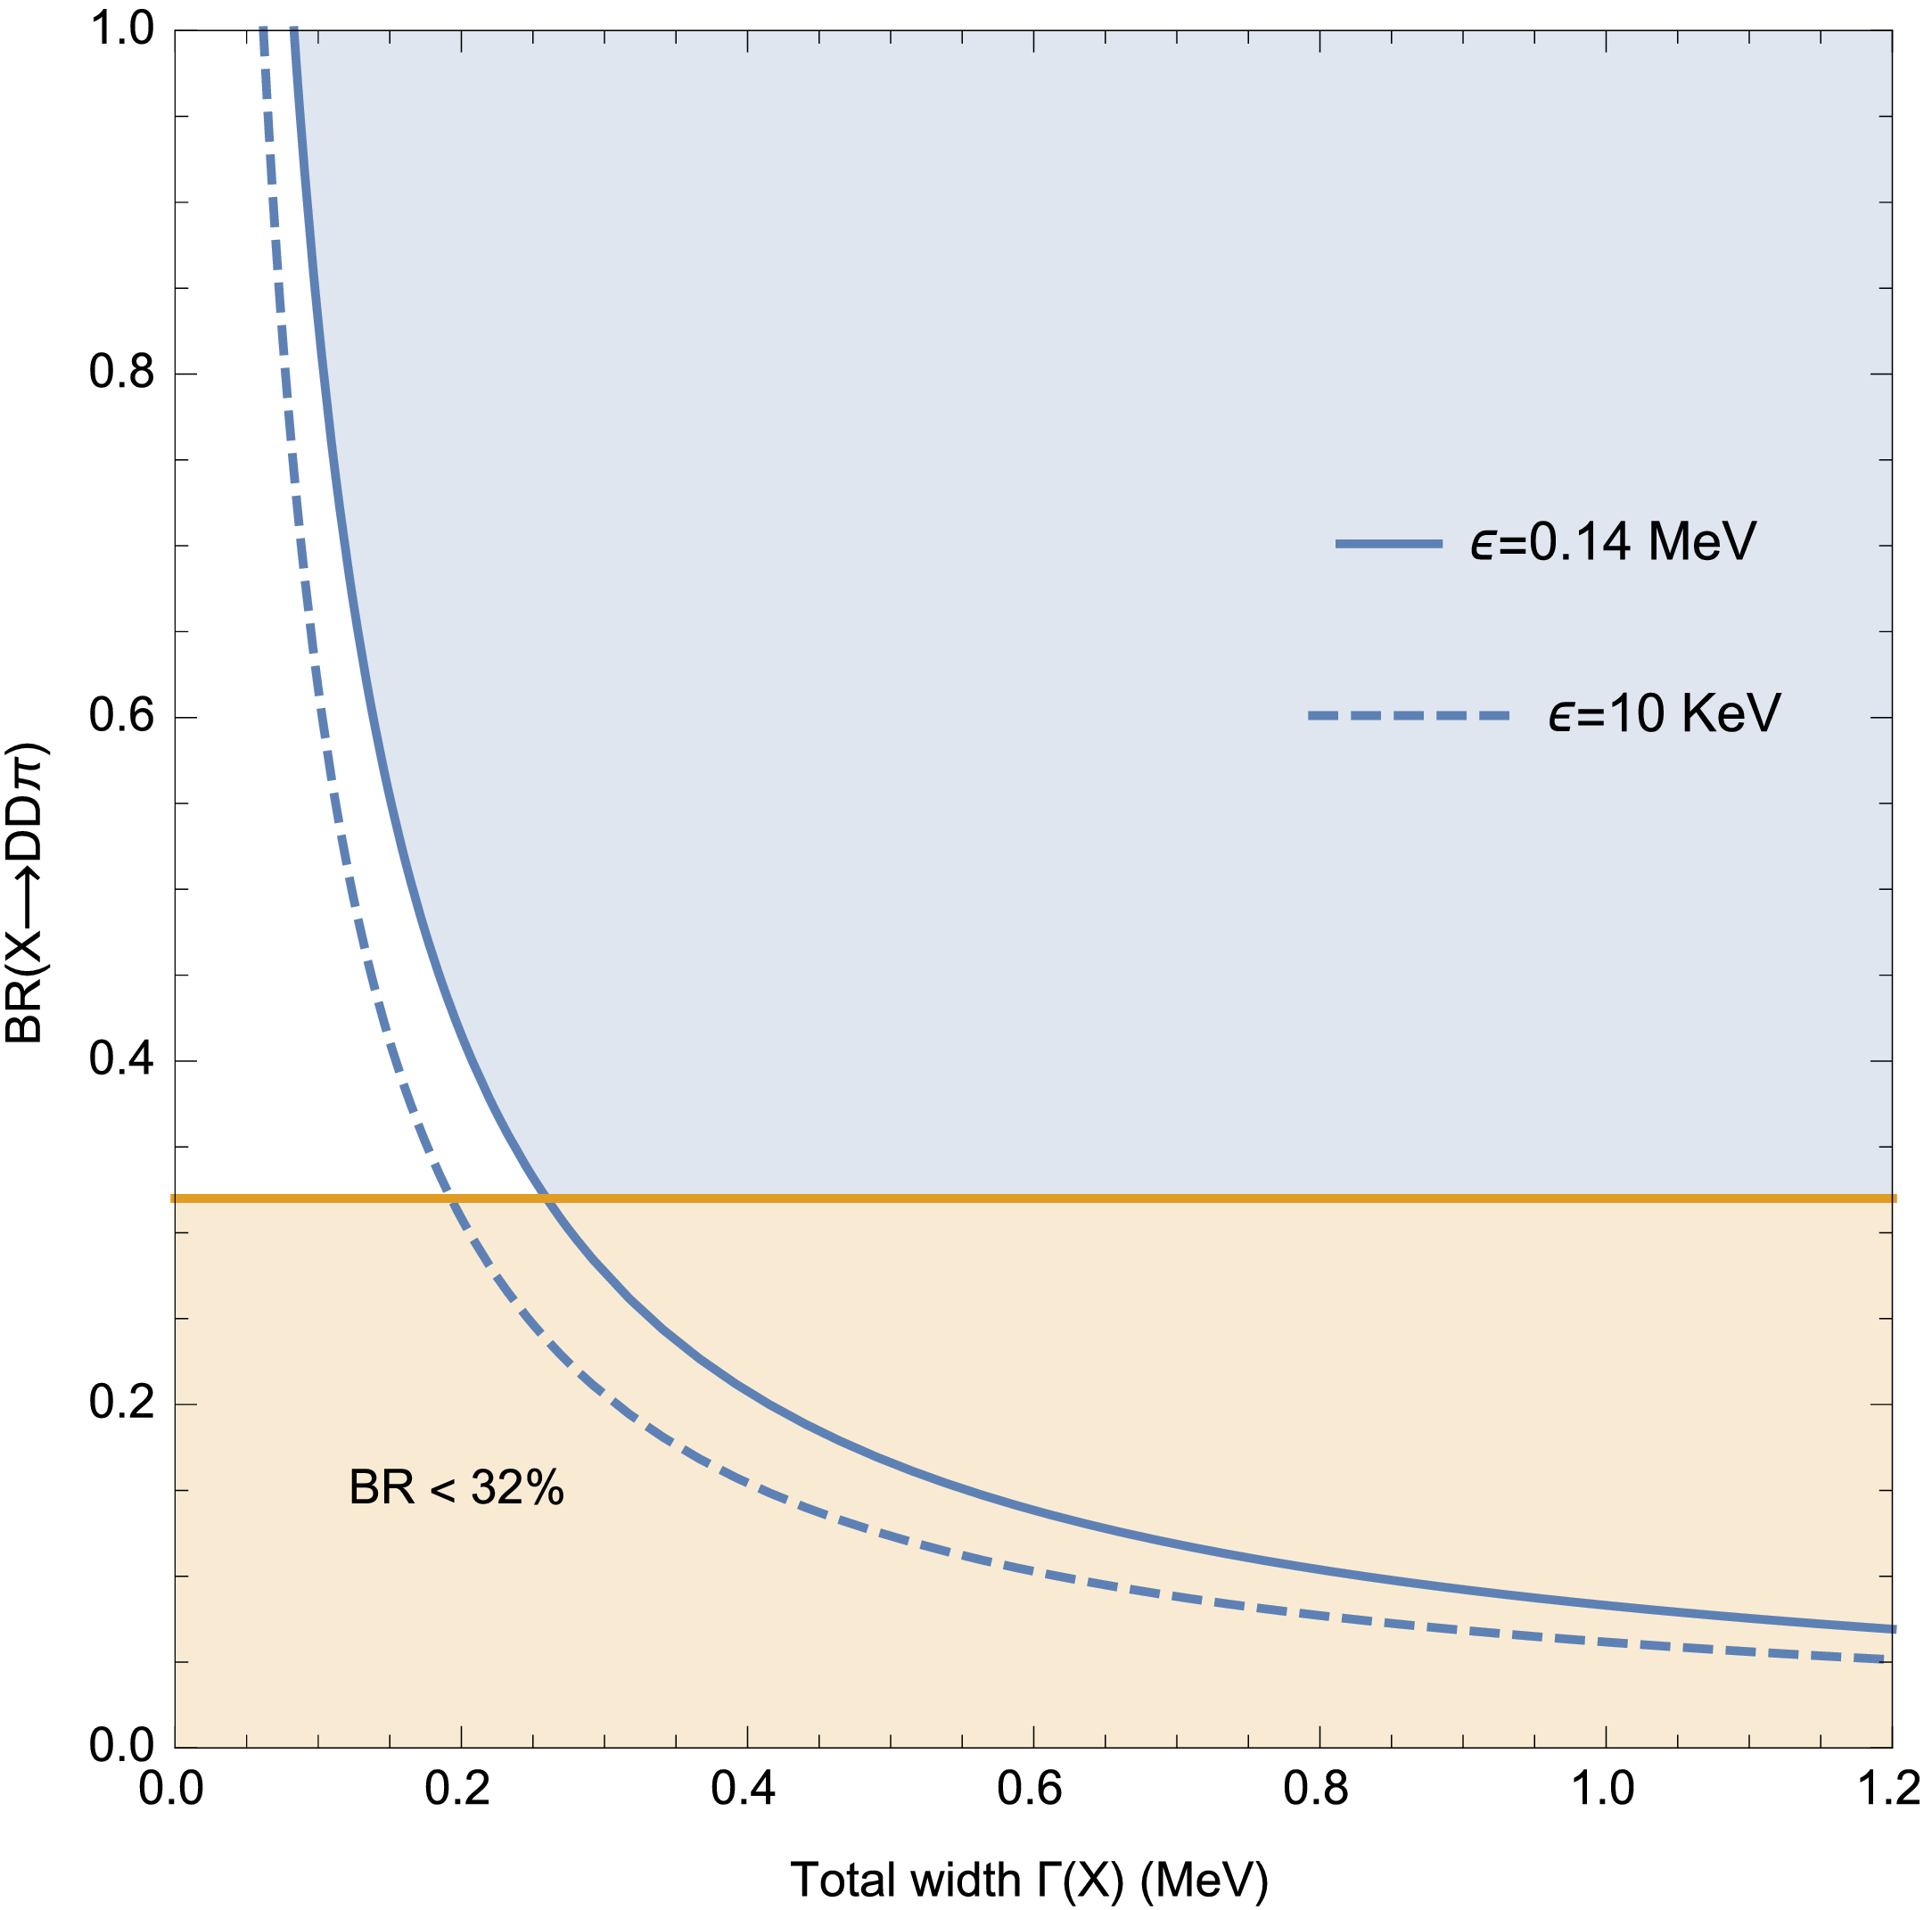 1.0
0.8
0.6
0.4
0.2
0.0
BR(X⟶DDπ)
ϵ=0.14 MeV
ϵ=10 KeV
BR < 32%
0.0 0.2 0.4 0.6 0.8 1.0 1.2
Total width Γ(X) (MeV)